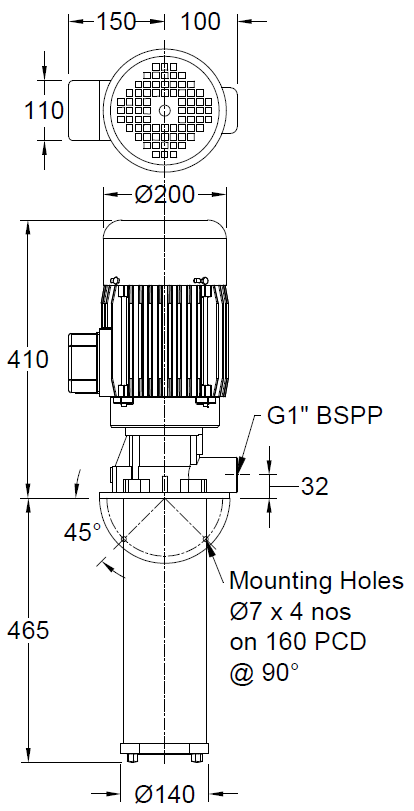 150
100
110
Ø200
410
G1" BSPP
32
45°
Mounting Holes
Ø7 x 4 nos
on 160 PCD
@ 90°
465
Ø140